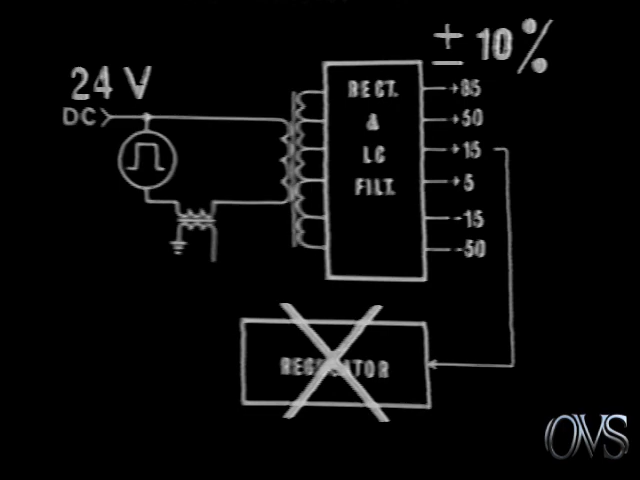 ± 10%
24 V
DC
RECT.
&
LC
FILT.
+85
+50
+15
+5
-15
-50
REGULATOR
OVS